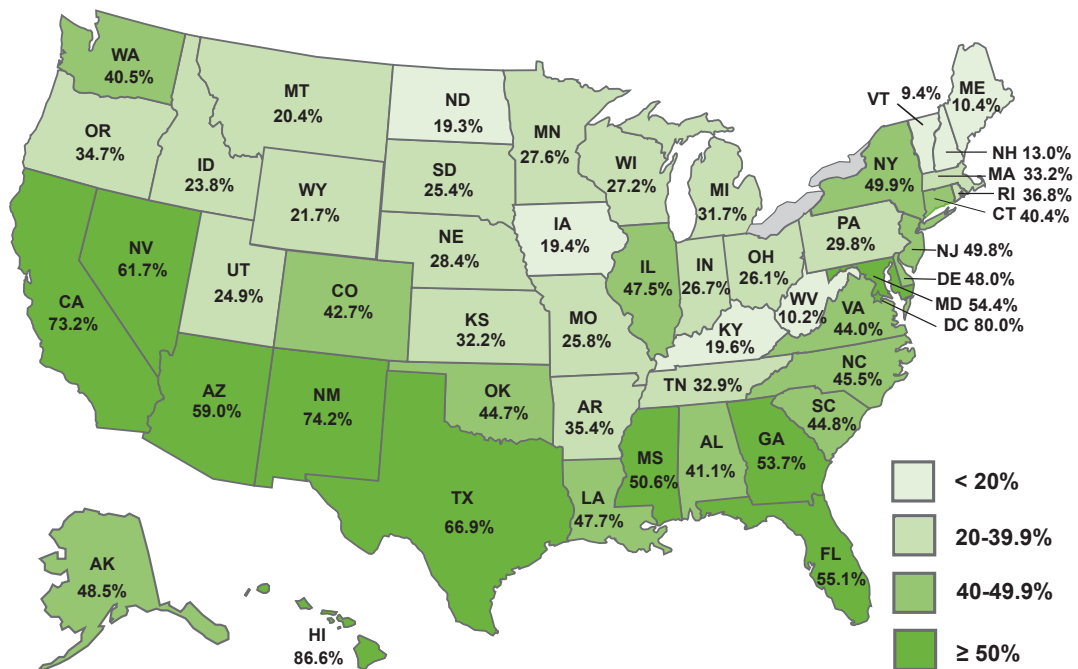 WA
40.5%
MT
20.4%
ND
19.3%
MN
27.6%
OR
34.7%
ID
23.8%
WY
21.7%
SD
25.4%
WI
27.2%
MI
31.7%
VT 9.4%
ME
10.4%
NH 13.0%
MA 33.2%
RI 36.8%
CT 40.4%
NY
49.9%
PA
29.8%
NJ 49.8%
DE 48.0%
MD 54.4%
DC 80.0%
NV
61.7%
UT
24.9%
CO
42.7%
NE
28.4%
IA
19.4%
IL
47.5%
IN
26.7%
OH
26.1%
WV
10.2%
VA
44.0%
CA
73.2%
KS
32.2%
MO
25.8%
KY
19.6%
NC
45.5%
TN 32.9%
SC
44.8%
AZ
59.0%
NM
74.2%
OK
44.7%
AR
35.4%
MS
50.6%
AL
41.1%
GA
53.7%
TX
66.9%
LA
47.7%
FL
55.1%
AK
48.5%
HI
86.6%
< 20%
20-39.9%
40-49.9%
≥ 50%